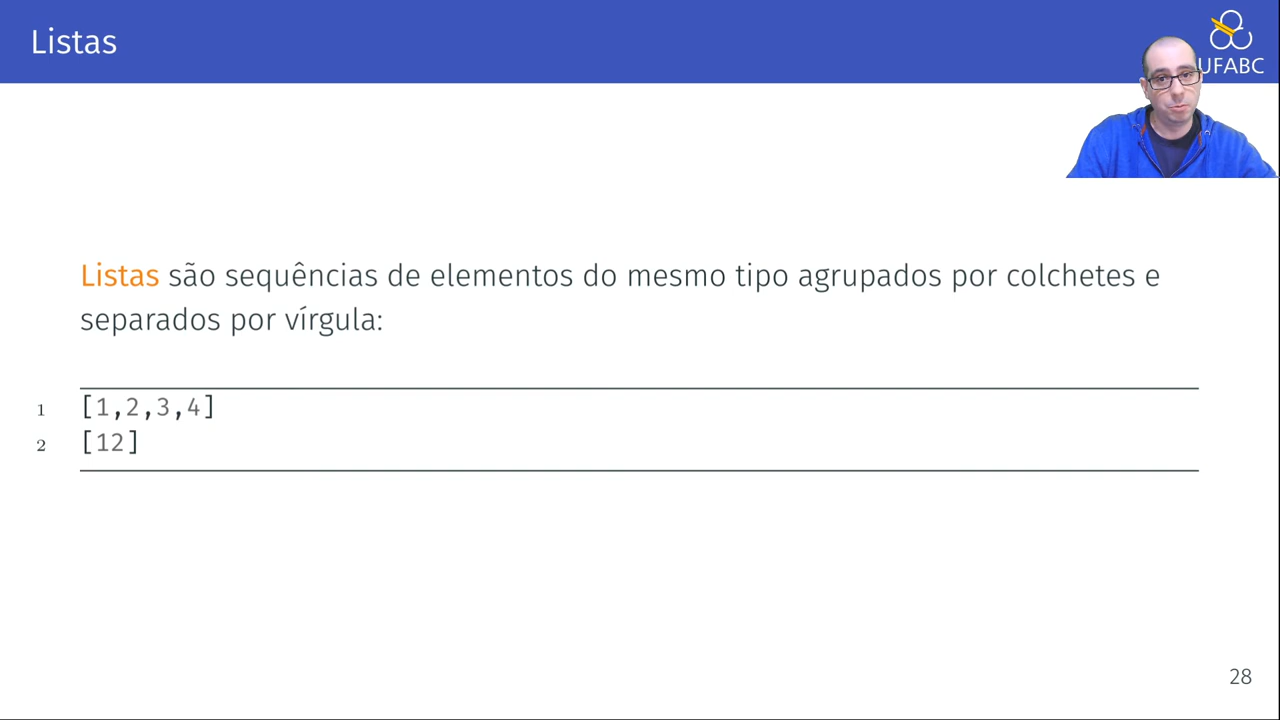 Listas
UFABC
Listas são sequências de elementos do mesmo tipo agrupados por colchetes e
separados por vírgula:
1 [1,2,3,4]
2 [12]
28